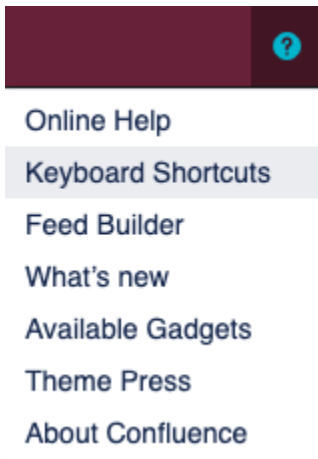 ?
Online Help
Keyboard Shortcuts
Feed Builder
What's new
Available Gadgets
Theme Press
About Confluence